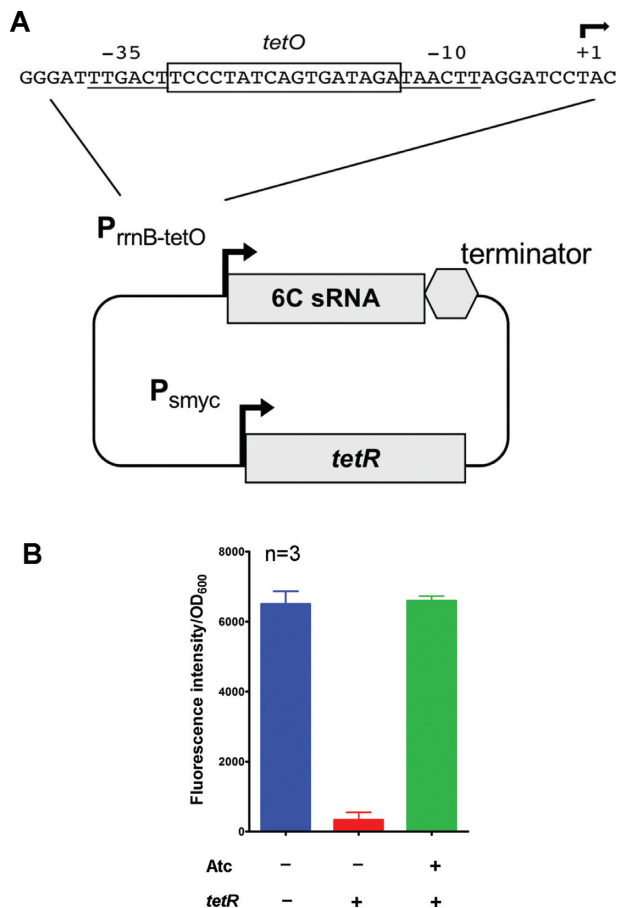 A
tetO
−35 −10 +1
GGGATTTGACTTCCCTATCAGTGATAGATAACTTAGGATCCTAC
PrrnB-tetO
terminator
6C sRNA
Psmyc
tetR
B
n=3
Fluorescence intensity/OD600
8000
6000
4000
2000
0
Atc − − +
tetR − + +